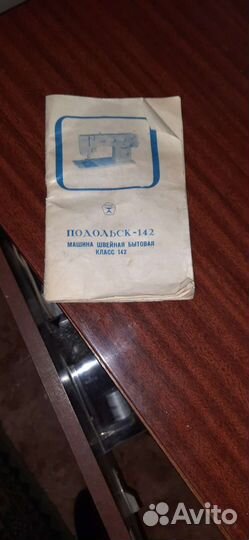 ПОДОЛЬСК-142
МАШИНА ШВЕЙНАЯ БЫТОВАЯ
КЛАСС 142
Avito